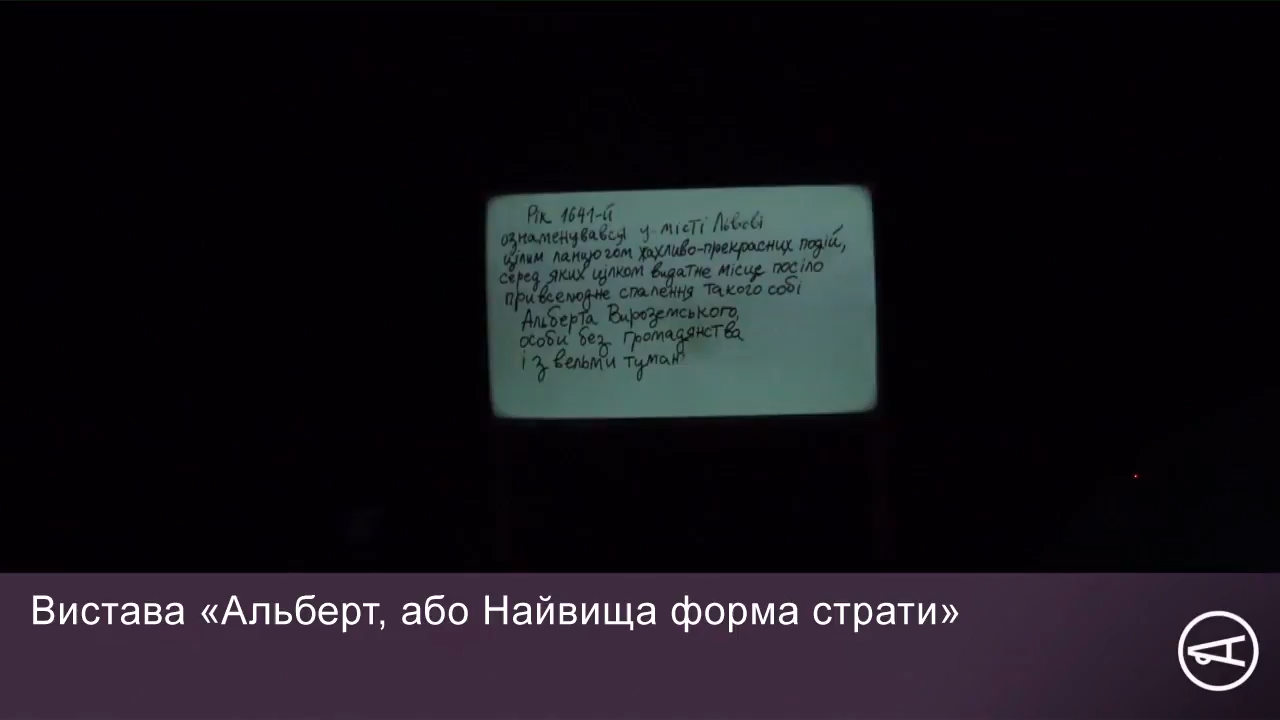 Рік 1641-й
ознаменувався у місті Львові
цілим ланцюгом жахливо-прекрасних подій,
серед яких цілком видатне місце посіло
привселюдне спалення такого собі
Альберта Вироземського,
особи без громадянства
і з вельми туман
Вистава «Альберт, або Найвища форма страти»